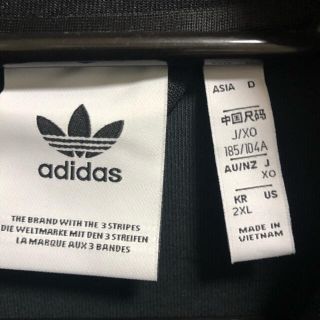 adidas
THE BRAND WITH THE 3 STRIPES
DIE WELTMARKE MIT DEN 3 STREIFEN
LA MARQUE AUX 3 BANDES
ASIA D
中国尺码
J/XO
185/104A
AU/NZ J
XO
KR US
2XL
MADE IN
VIETNAM